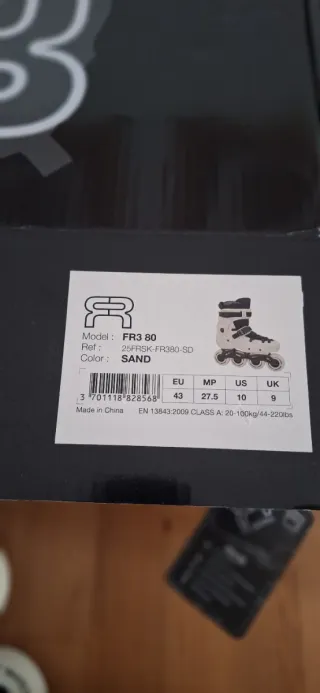 FR
Model : FR3 80
Ref : 25FRSK-FR380-SD
Color : SAND
EU MP US UK
43 27.5 10 9
3 701118 828568
Made in China EN 13843:2009 CLASS A: 20-100kg/44-220lbs